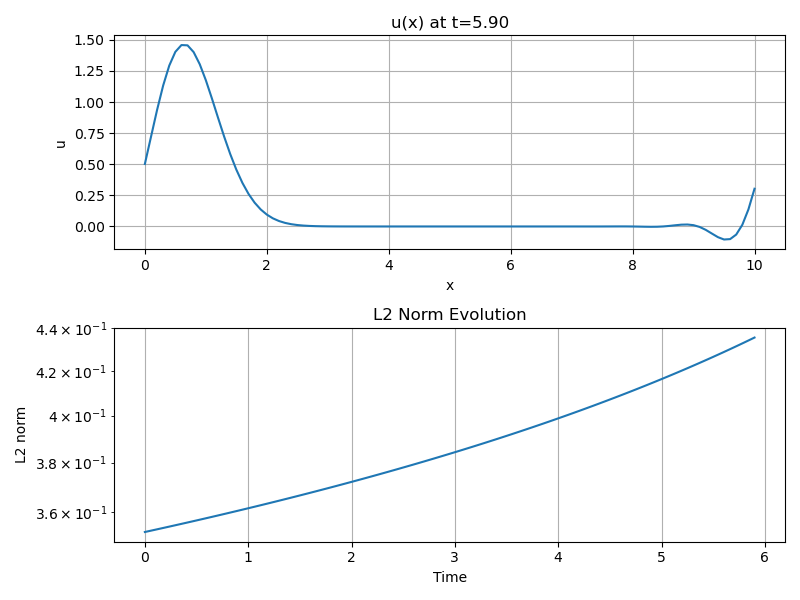 u(x) at t=5.90
1.50
1.25
1.00
0.75
0.50
0.25
0.00
u
0 2 4 6 8 10
x
L2 Norm Evolution
4.4 × 10⁻¹
4.2 × 10⁻¹
4 × 10⁻¹
3.8 × 10⁻¹
3.6 × 10⁻¹
L2 norm
0 1 2 3 4 5 6
Time